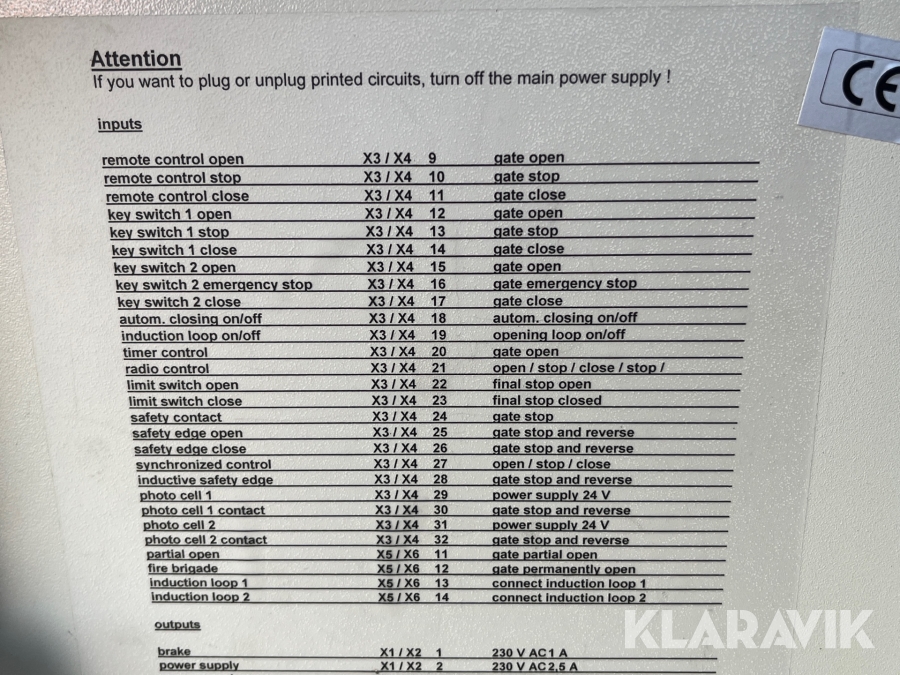 KLARAVIK
Attention
CE
If you want to plug or unplug printed circuits, turn off the main power supply !
inputs
remote control open X3 / X4 9 gate open
remote control stop X3 / X4 10 gate stop
remote control close X3 / X4 11 gate close
key switch 1 open X3 / X4 12 gate open
key switch 1 stop X3 / X4 13 gate stop
key switch 1 close X3 / X4 14 gate close
key switch 2 open X3 / X4 15 gate open
key switch 2 emergency stop X3 / X4 16 gate emergency stop
key switch 2 close X3 / X4 17 gate close
autom. closing on/off X3 / X4 18 autom. closing on/off
induction loop on/off X3 / X4 19 opening loop on/off
timer control X3 / X4 20 gate open
radio control X3 / X4 21 open / stop / close / stop /
limit switch open X3 / X4 22 final stop open
limit switch close X3 / X4 23 final stop closed
safety contact X3 / X4 24 gate stop
safety edge open X3 / X4 25 gate stop and reverse
safety edge close X3 / X4 26 gate stop and reverse
synchronized control X3 / X4 27 open / stop / close
inductive safety edge X3 / X4 28 gate stop and reverse
photo cell 1 X3 / X4 29 power supply 24 V
photo cell 1 contact X3 / X4 30 gate stop and reverse
photo cell 2 X3 / X4 31 power supply 24 V
photo cell 2 contact X3 / X4 32 gate stop and reverse
partial open X5 / X6 11 gate partial open
fire brigade X5 / X6 12 gate permanently open
induction loop 1 X5 / X6 13 connect induction loop 1
induction loop 2 X5 / X6 14 connect induction loop 2
outputs
brake X1 / X2 1 230 V AC 1 A
power supply X1 / X2 2 230 V AC 2,5 A
KLARAVIK